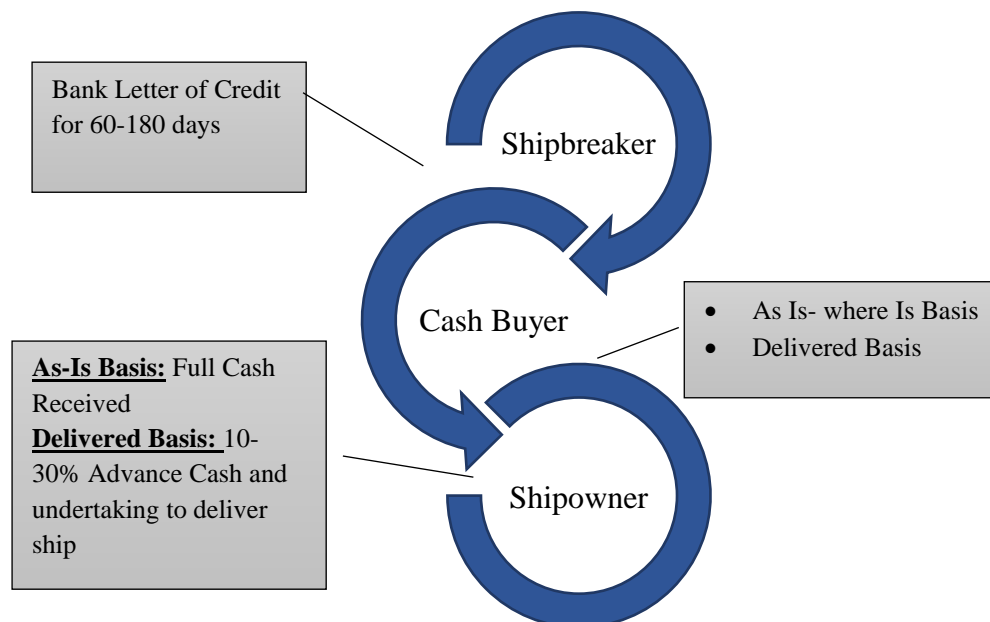 Bank Letter of Credit
for 60-180 days
Shipbreaker
Cash Buyer
• As Is- where Is Basis
• Delivered Basis
As-Is Basis: Full Cash
Received
Delivered Basis: 10-
30% Advance Cash and
undertaking to deliver
ship
Shipowner